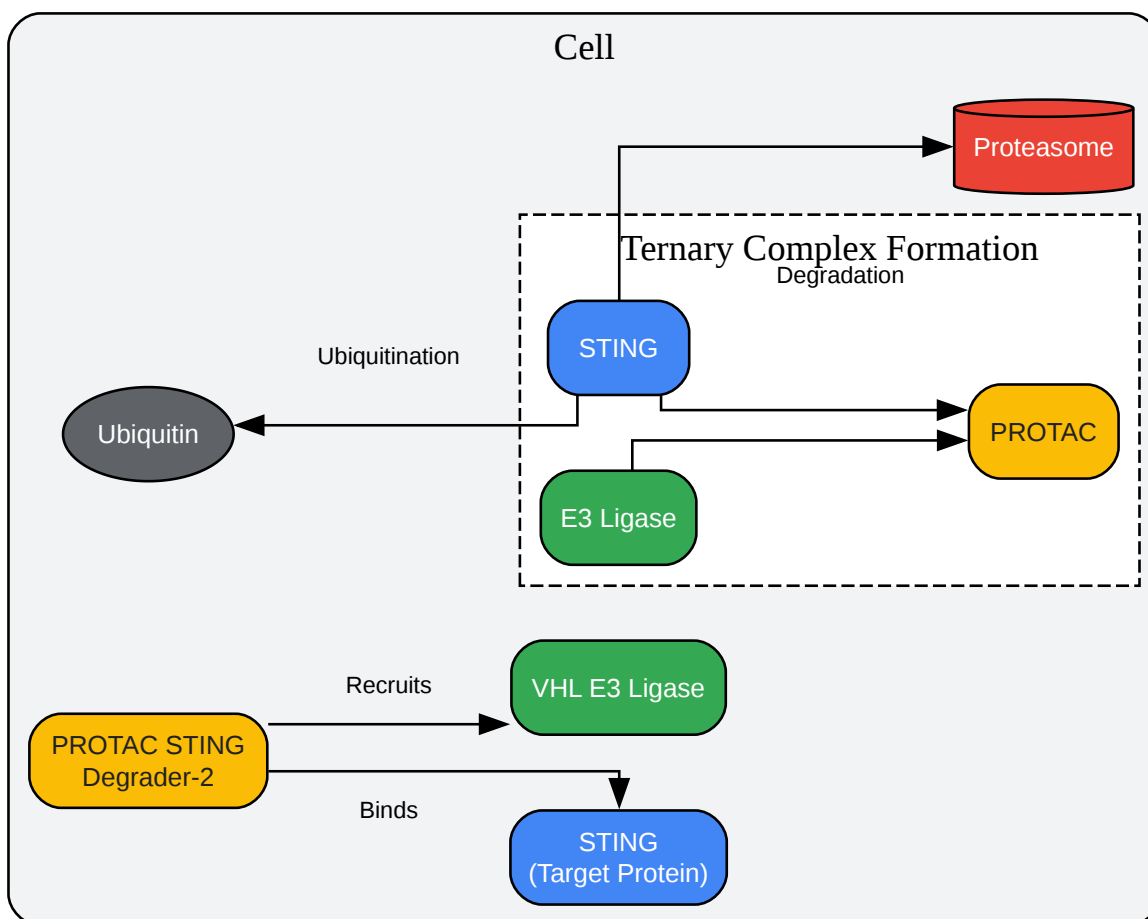 Cell
Proteasome
Ternary Complex Formation
Degradation
STING
Ubiquitination
Ubiquitin
PROTAC
E3 Ligase
VHL E3 Ligase
Recruits
PROTAC STING
Degrader-2
Binds
STING
(Target Protein)